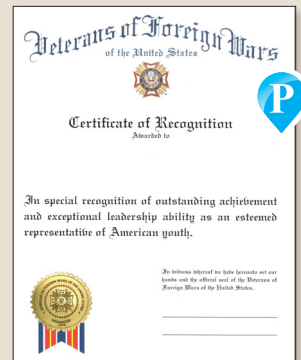 Veterans of Foreign Wars
of the United States
P
Certificate of Recognition
Awarded to
In special recognition of outstanding achievement
and exceptional leadership ability as an esteemed
representative of American youth.
In witness whereof we have hereunto set our
hands and the official seal of the Veterans of
Foreign Wars of the United States.